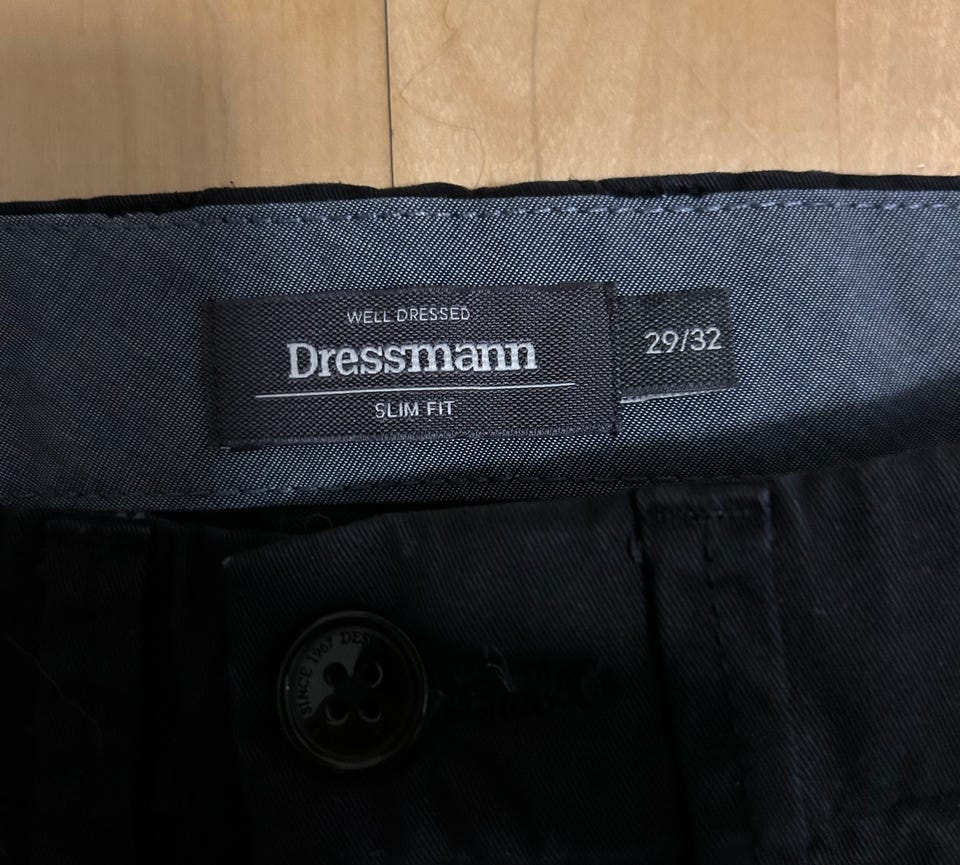 WELL DRESSED
Dressmann
SLIM FIT
29/32
SINCE 1967